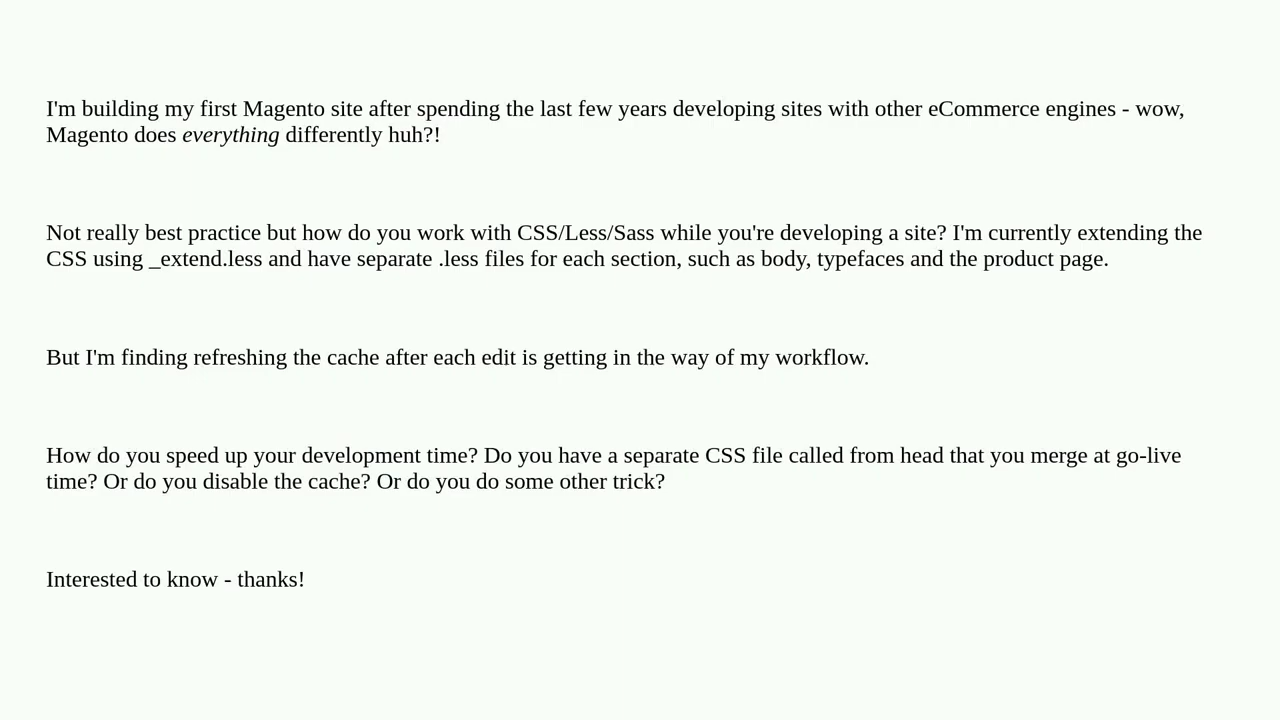 I'm building my first Magento site after spending the last few years developing sites with other eCommerce engines - wow,
Magento does everything differently huh?!
Not really best practice but how do you work with CSS/Less/Sass while you're developing a site? I'm currently extending the
CSS using _extend.less and have separate .less files for each section, such as body, typefaces and the product page.
But I'm finding refreshing the cache after each edit is getting in the way of my workflow.
How do you speed up your development time? Do you have a separate CSS file called from head that you merge at go-live
time? Or do you disable the cache? Or do you do some other trick?
Interested to know - thanks!